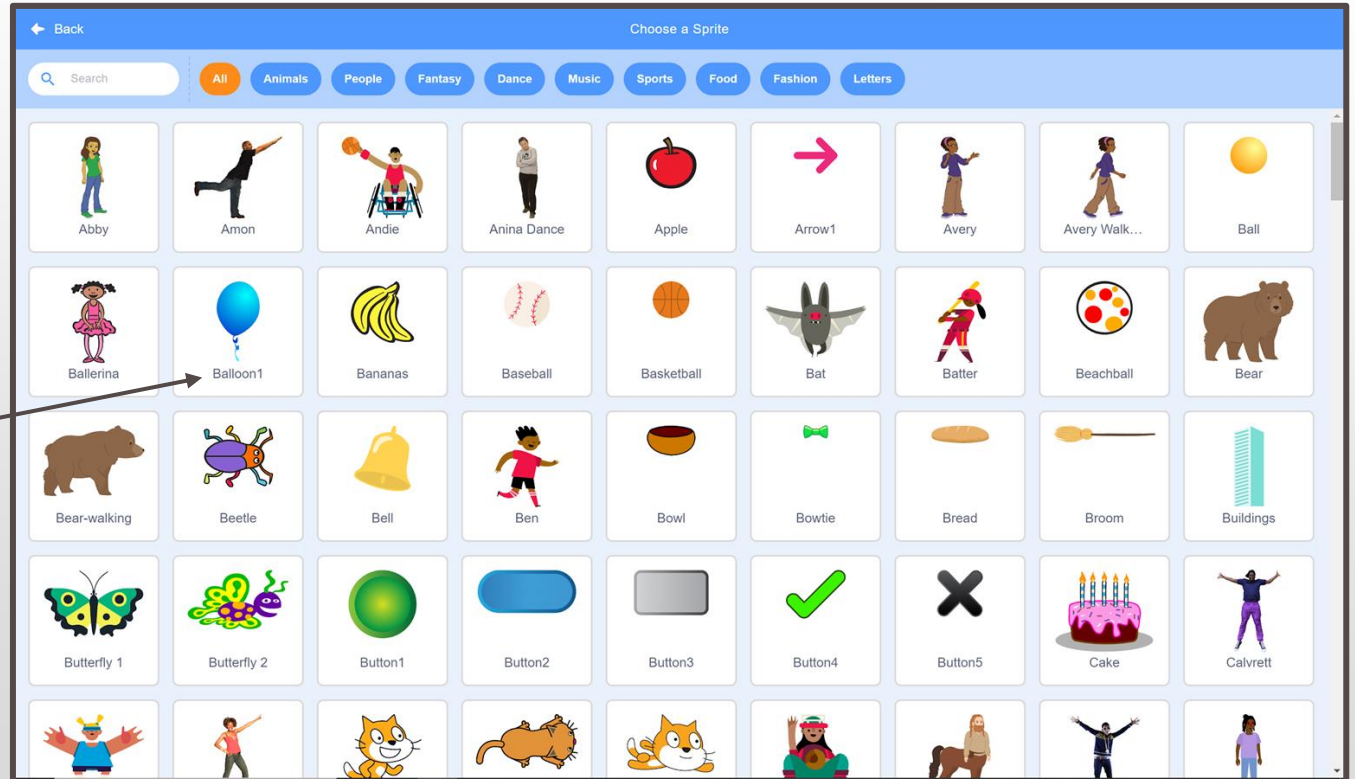 Back
Choose a Sprite
Search
All Animals People Fantasy Dance Music Sports Food Fashion Letters
Abby Amon Andie Anina Dance Apple Arrow1 Avery Avery Walk... Ball
Ballerina Balloon1 Bananas Baseball Basketball Bat Batter Beachball Bear
Bear-walking Beetle Bell Ben Bowl Bowtie Bread Broom Buildings
Butterfly 1 Butterfly 2 Button1 Button2 Button3 Button4 Button5 Cake Calvrett